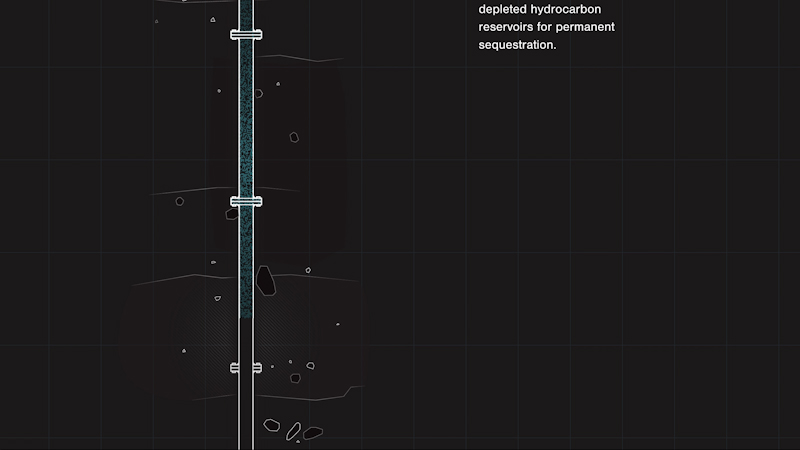 depleted hydrocarbon
reservoirs for permanent
sequestration.